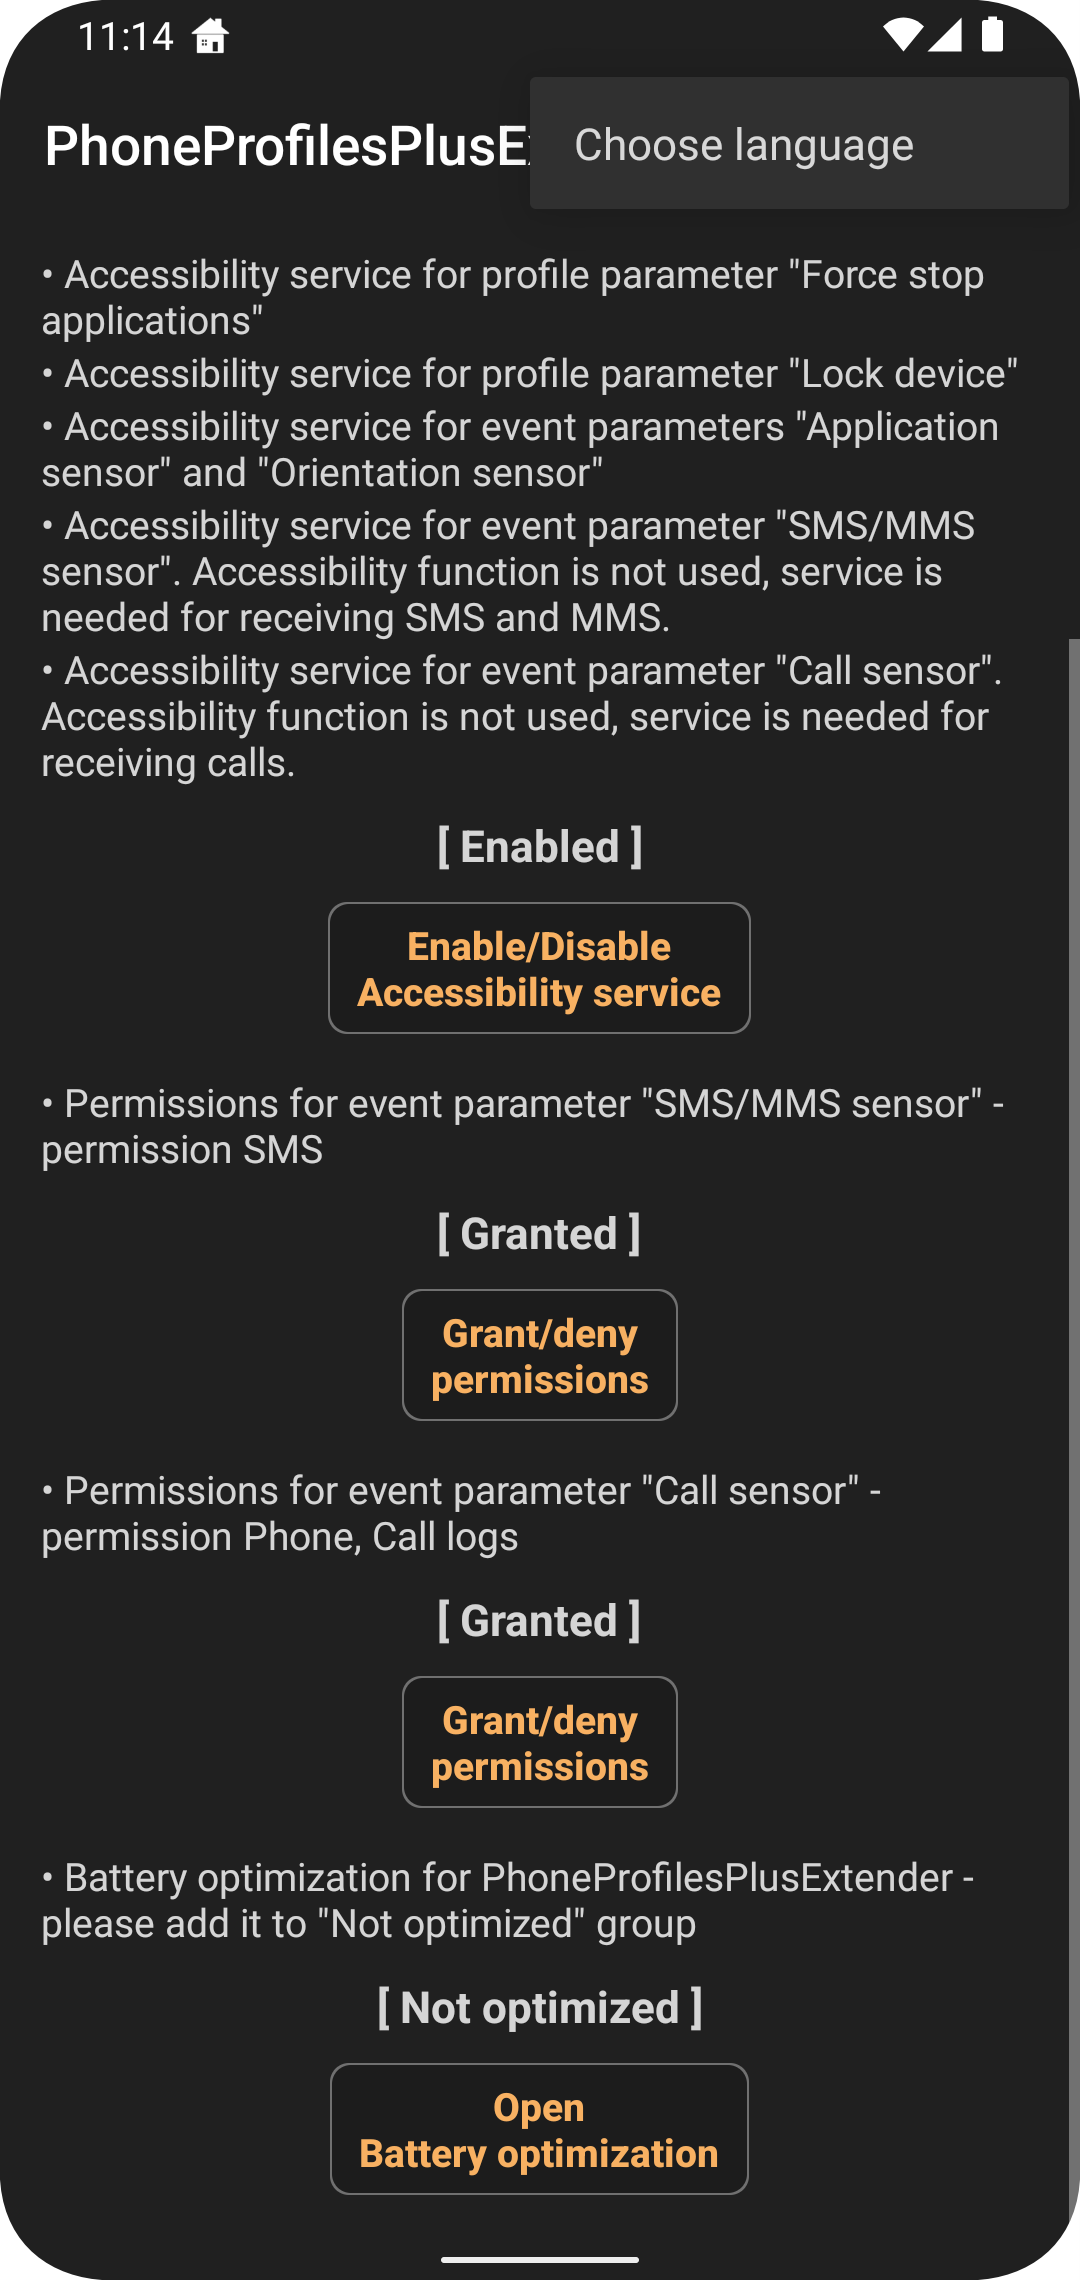 11:14
PhoneProfilesPlusE
Choose language
• Accessibility service for profile parameter "Force stop
applications"
• Accessibility service for profile parameter "Lock device"
• Accessibility service for event parameters "Application
sensor" and "Orientation sensor"
• Accessibility service for event parameter "SMS/MMS
sensor". Accessibility function is not used, service is
needed for receiving SMS and MMS.
• Accessibility service for event parameter "Call sensor".
Accessibility function is not used, service is needed for
receiving calls.
[ Enabled ]
Enable/Disable
Accessibility service
• Permissions for event parameter "SMS/MMS sensor" -
permission SMS
[ Granted ]
Grant/deny
permissions
• Permissions for event parameter "Call sensor" -
permission Phone, Call logs
[ Granted ]
Grant/deny
permissions
• Battery optimization for PhoneProfilesPlusExtender -
please add it to "Not optimized" group
[ Not optimized ]
Open
Battery optimization